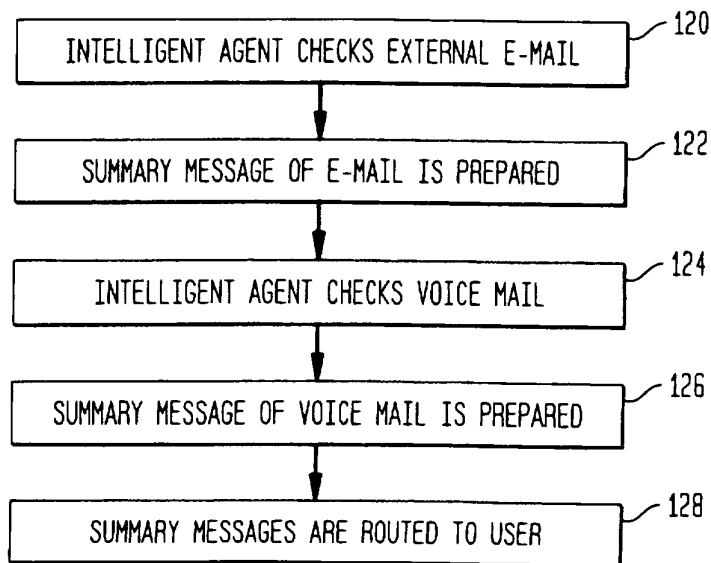 INTELLIGENT AGENT CHECKS EXTERNAL E-MAIL
120
SUMMARY MESSAGE OF E-MAIL IS PREPARED
122
INTELLIGENT AGENT CHECKS VOICE MAIL
124
SUMMARY MESSAGE OF VOICE MAIL IS PREPARED
126
SUMMARY MESSAGES ARE ROUTED TO USER
128